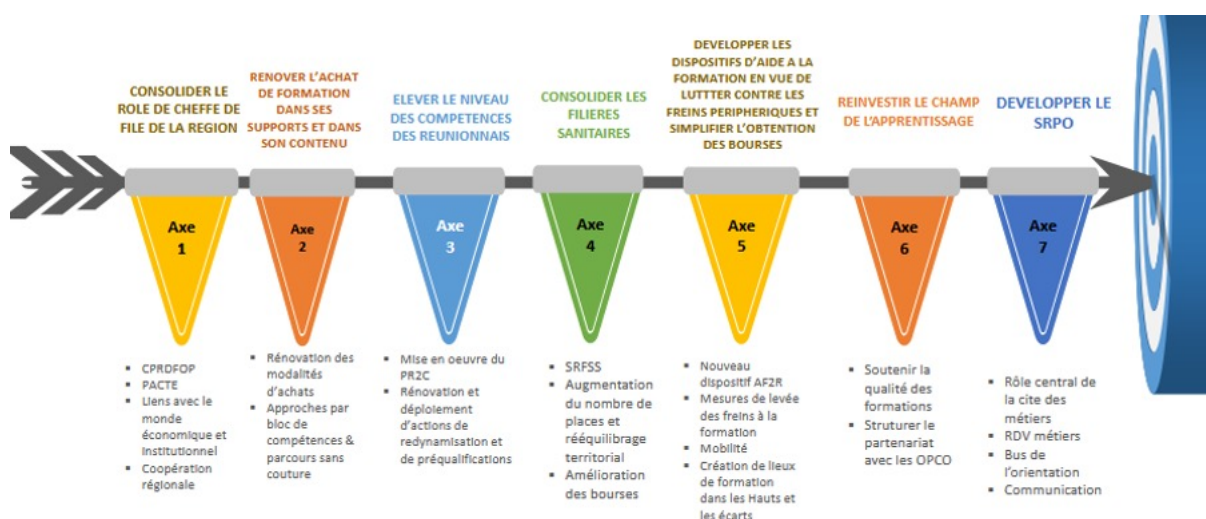 CONSOLIDER LE
ROLE DE CHEFFE DE
FILE DE LA REGION
Axe
1
▪ CPRDFOP
▪ PACTE
▪ Liens avec le
monde
économique et
institutionnel
▪ Coopération
régionale
RENOVER L'ACHAT
DE FORMATION
DANS SES
SUPPORTS ET DANS
SON CONTENU
Axe
2
▪ Rénovation des
modalités
d'achats
▪ Approches par
bloc de
compétences &
parcours sans
couture
ELEVER LE NIVEAU
DES COMPETENCES
DES REUNIONNAIS
Axe
3
▪ Mise en oeuvre du
PR2C
▪ Rénovation et
déploiement
d'actions de
redynamisation et
de préqualifications
CONSOLIDER LES
FILIERES
SANITAIRES
Axe
4
▪ SRFSS
▪ Augmentation
du nombre de
places et
rééquilibrage
territorial
▪ Amélioration
des bourses
DEVELOPPER LES
DISPOSITIFS D'AIDE A LA
FORMATION EN VUE DE
LUTTTER CONTRE LES
FREINS PERIPHERIQUES ET
SIMPLIFIER L'OBTENTION
DES BOURSES
Axe
5
▪ Nouveau
dispositif AF2R
▪ Mesures de levée
des freins à la
formation
▪ Mobilité
▪ Création de lieux
de formation
dans les Hauts et
les écarts
REINVESTIR LE CHAMP
DE L'APPRENTISSAGE
Axe
6
▪ Soutenir la
qualité des
formations
▪ Struturer le
partenariat
avec les OPCO
DEVELOPPER LE
SRPO
Axe
7
▪ Rôle central de
la cite des
métiers
▪ RDV métiers
▪ Bus de
l'orientation
▪ Communication